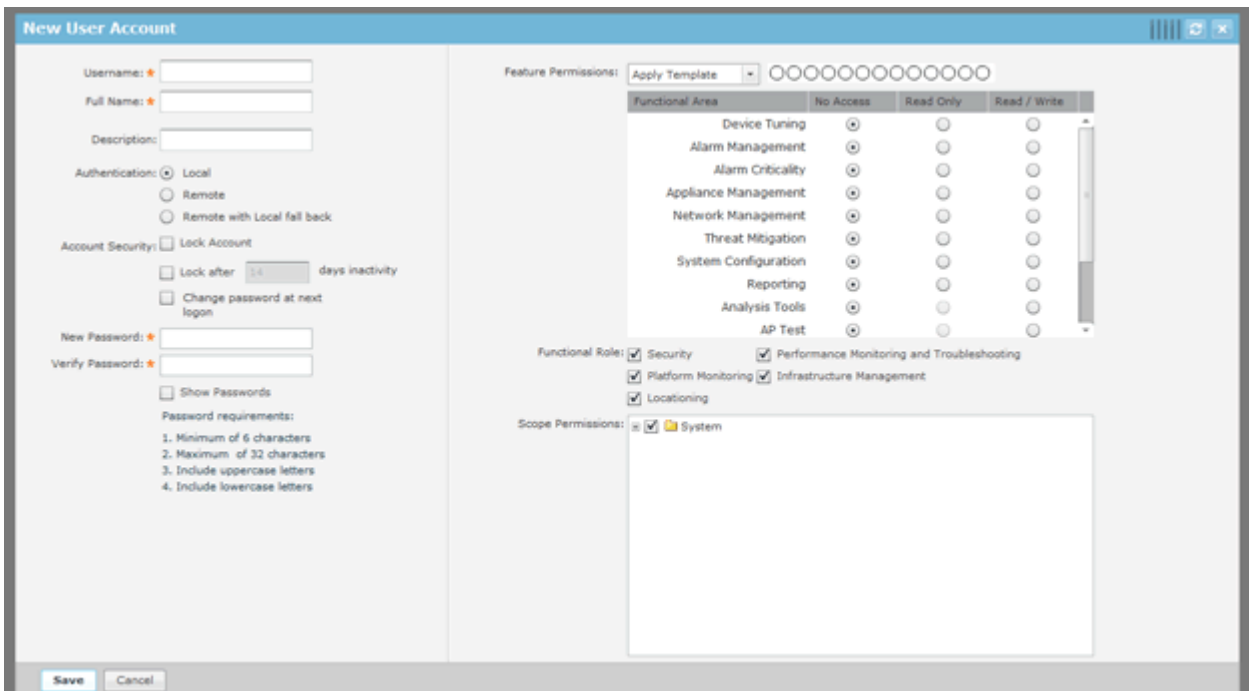 New User Account
Username: *
Full Name: *
Description:
Authentication: Local
Remote
Remote with Local fall back
Account Security: Lock Account
Lock after 14 days inactivity
Change password at next
logon
New Password: *
Verify Password: *
Show Passwords
Password requirements:
1. Minimum of 6 characters
2. Maximum of 32 characters
3. Include uppercase letters
4. Include lowercase letters
Feature Permissions: Apply Template
Functional Area No Access Read Only Read / Write
Device Tuning
Alarm Management
Alarm Criticality
Appliance Management
Network Management
Threat Mitigation
System Configuration
Reporting
Analysis Tools
AP Test
Functional Role: Security Performance Monitoring and Troubleshooting
Platform Monitoring Infrastructure Management
Locationing
Scope Permissions: System
Save Cancel